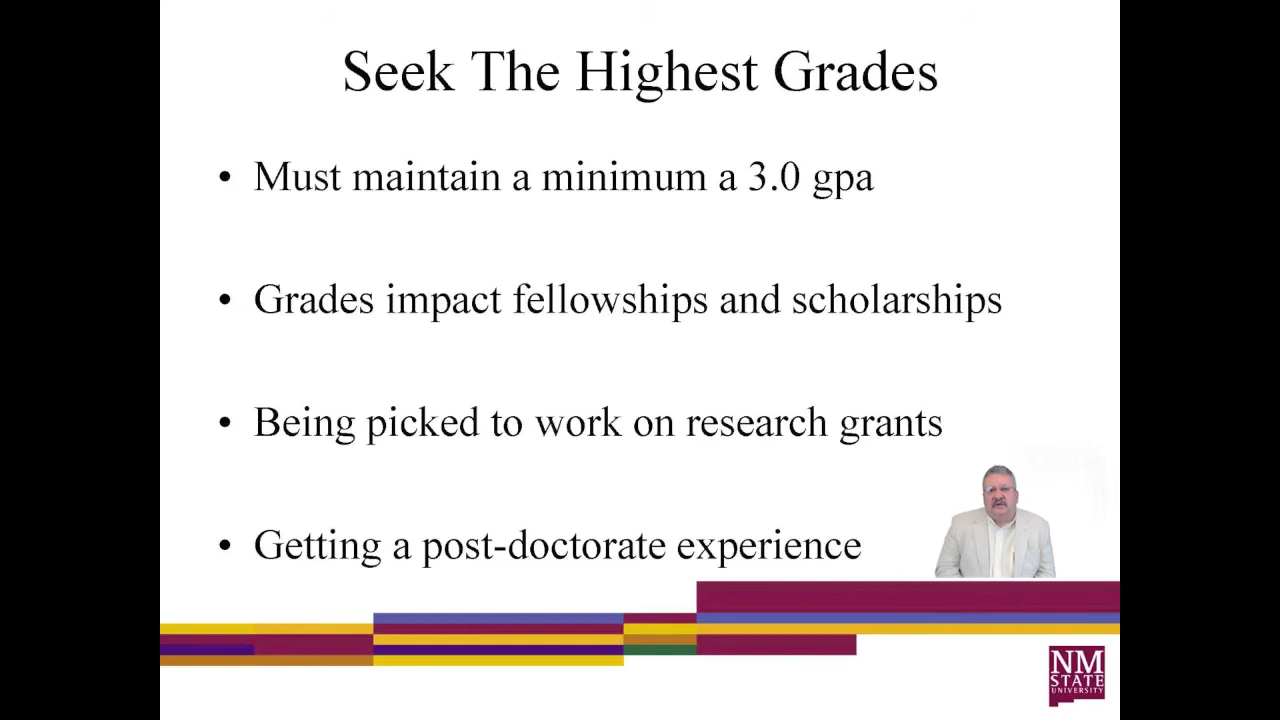 Seek The Highest Grades
• Must maintain a minimum a 3.0 gpa
• Grades impact fellowships and scholarships
• Being picked to work on research grants
• Getting a post-doctorate experience
NM
STATE
UNIVERSITY